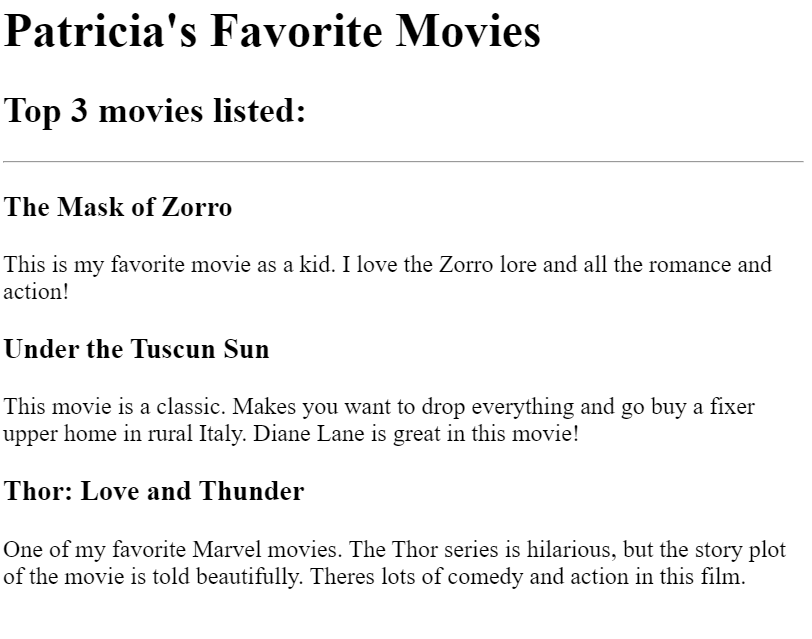 Patricia's Favorite Movies
Top 3 movies listed:
The Mask of Zorro
This is my favorite movie as a kid. I love the Zorro lore and all the romance and
action!
Under the Tuscun Sun
This movie is a classic. Makes you want to drop everything and go buy a fixer
upper home in rural Italy. Diane Lane is great in this movie!
Thor: Love and Thunder
One of my favorite Marvel movies. The Thor series is hilarious, but the story plot
of the movie is told beautifully. Theres lots of comedy and action in this film.